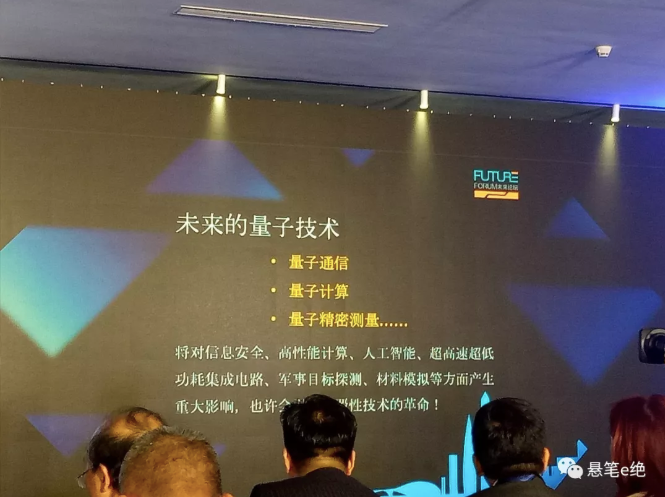 FUTURE
FORUM未来论坛
未来的量子技术
• 量子通信
• 量子计算
• 量子精密测量……
将对信息安全、高性能计算、人工智能、超高速超低
功耗集成电路、军事目标探测、材料模拟等方面产生
重大影响，也许会性技术的革命！
悬笔e绝